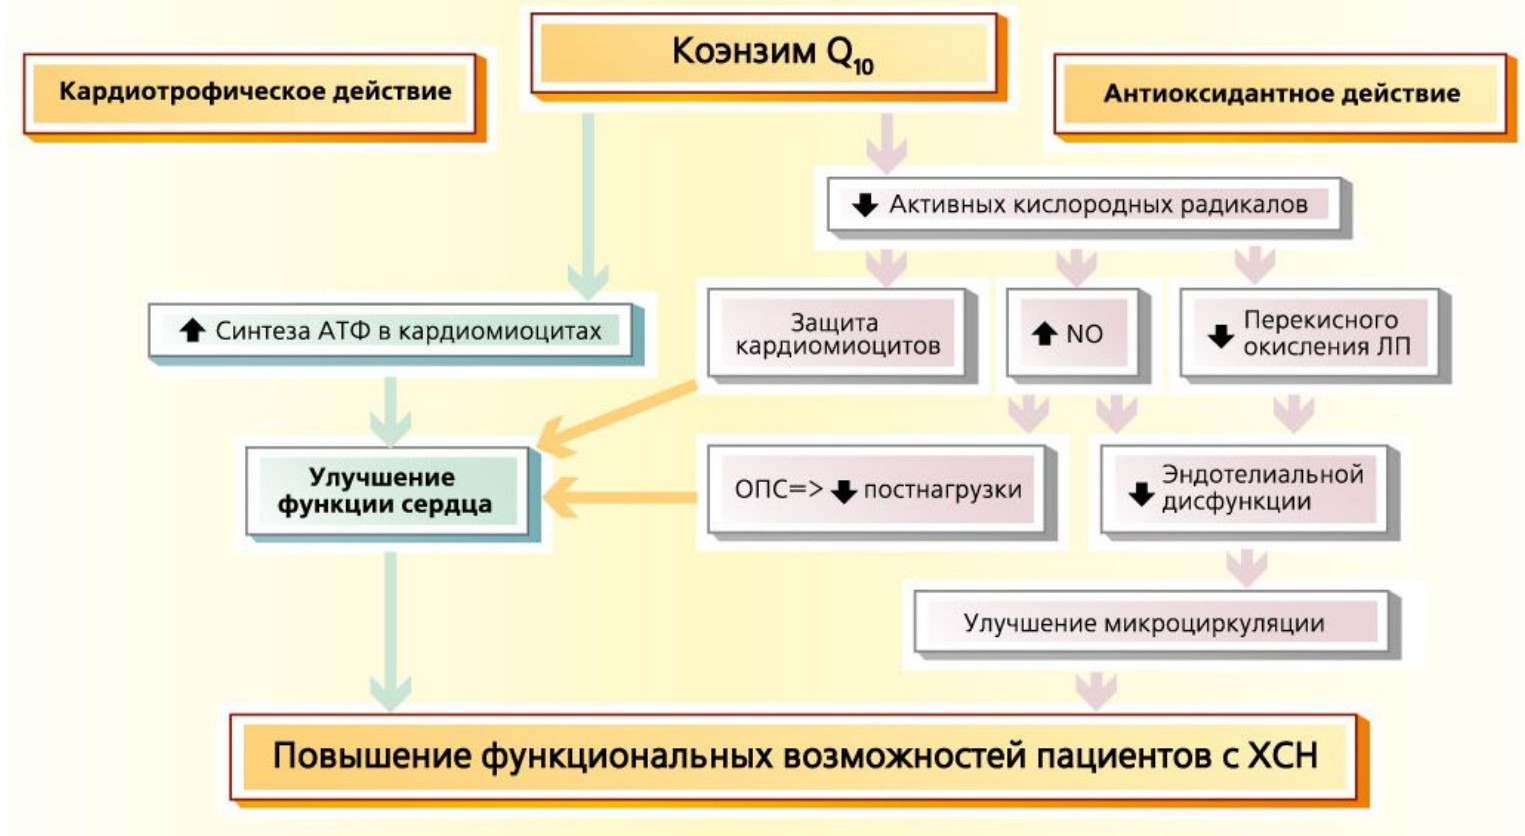 Коэнзим Q10
Кардиотрофическое действие
Антиоксидантное действие
Активных кислородных радикалов
Синтеза АТФ в кардиомиоцитах
Защита
кардиомиоцитов
NO
Перекисного
окисления ЛП
Улучшение
функции сердца
ОПС=> постнагрузки
Эндотелиальной
дисфункции
Улучшение микроциркуляции
Повышение функциональных возможностей пациентов с ХСН